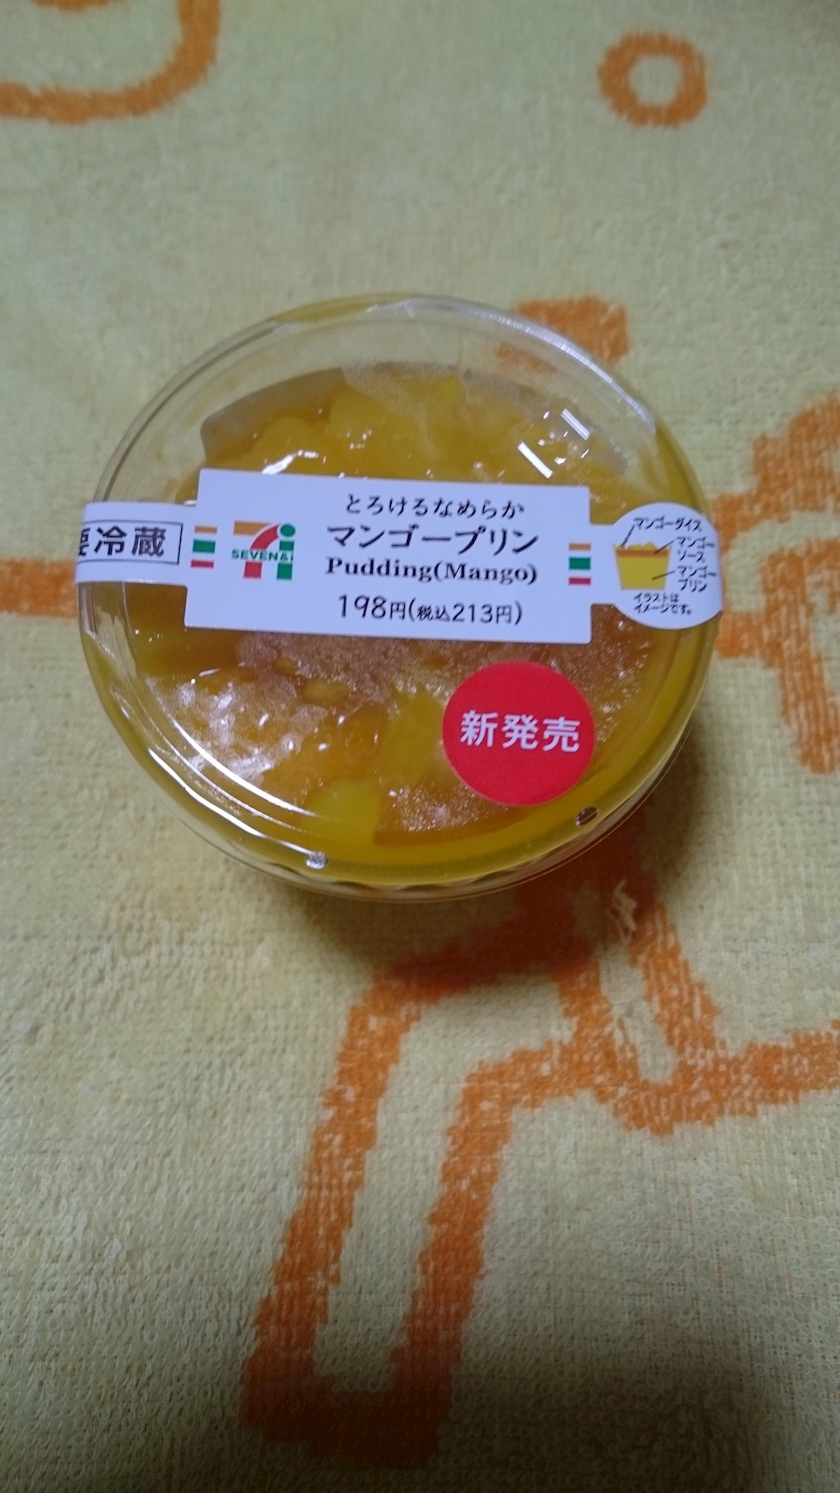 要冷蔵
SEVEN&i
とろけるなめらか
マンゴープリン
Pudding(Mango)
198円(税込213円)
マンゴーダイス
マンゴー
ソース
マンゴー
プリン
イラストは
イメージです。
新発売